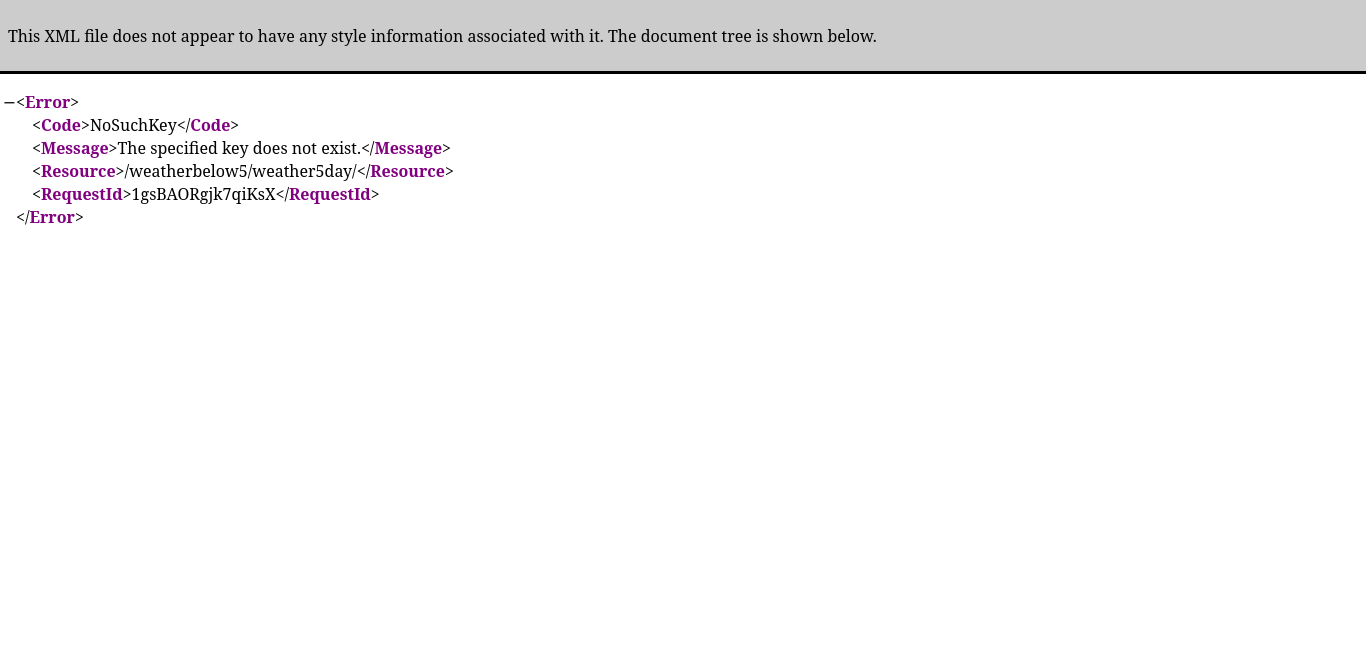 This XML file does not appear to have any style information associated with it. The document tree is shown below.
−<Error>
<Code>NoSuchKey</Code>
<Message>The specified key does not exist.</Message>
<Resource>/weatherbelow5/weather5day/</Resource>
<RequestId>1gsBAORgjk7qiKsX</RequestId>
</Error>